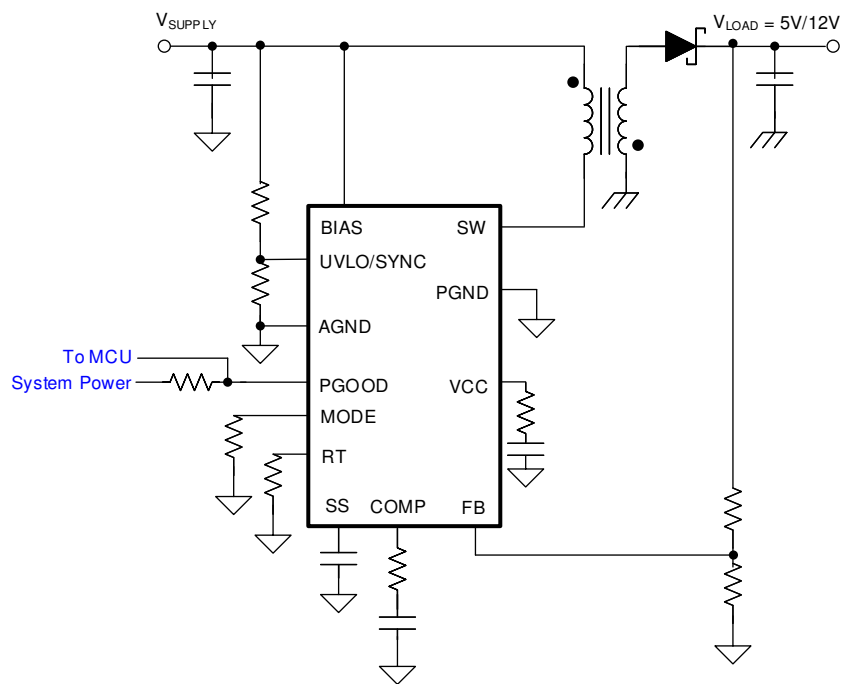 VSUPPLY
VLOAD = 5V/12V
BIAS
SW
UVLO/SYNC
PGND
AGND
To MCU
System Power
PGOOD
VCC
MODE
RT
SS
COMP
FB